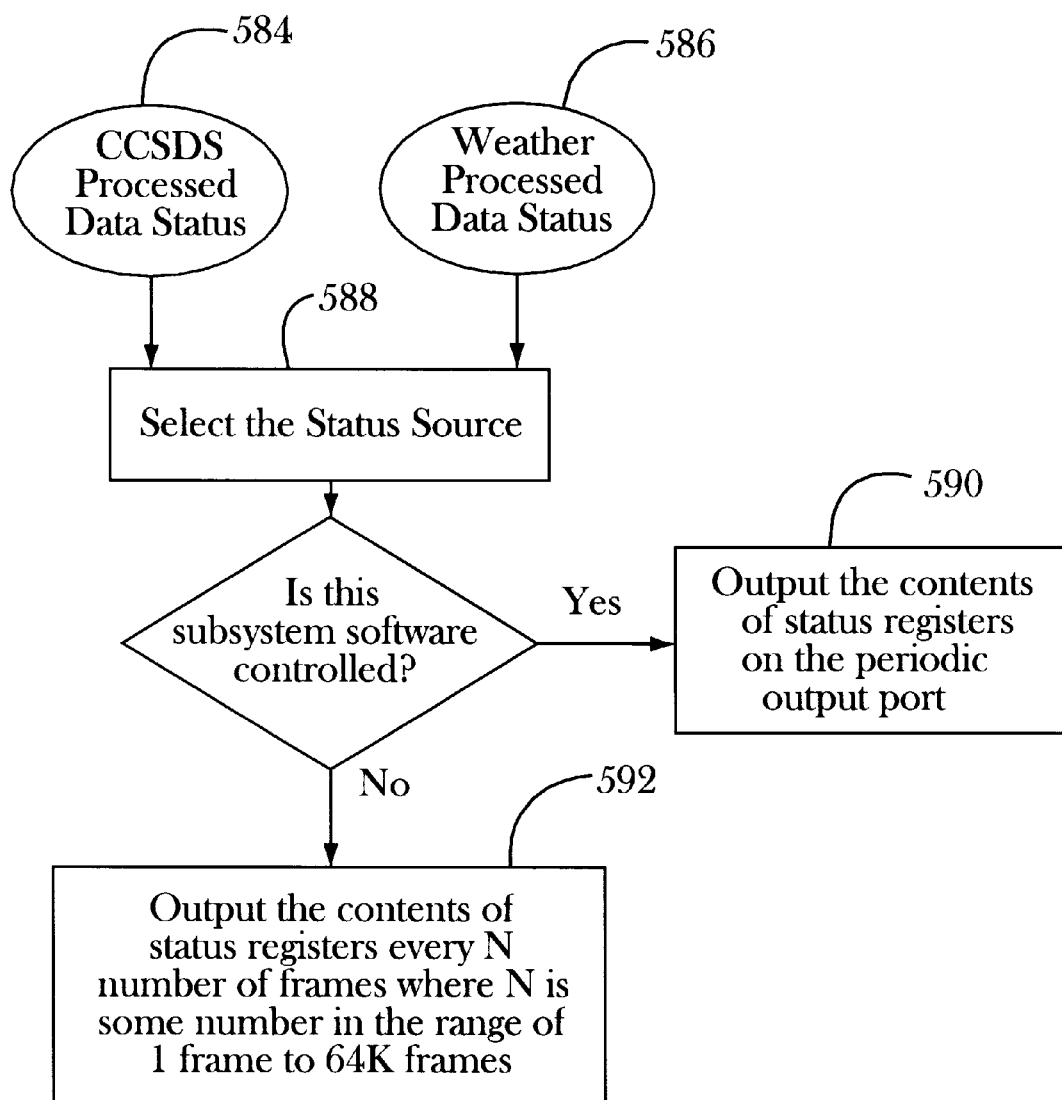 584
586
CCSDS
Processed
Data Status
Weather
Processed
Data Status
588
Select the Status Source
590
Is this
subsystem software
controlled?
Yes
Output the contents
of status registers
on the periodic
output port
No
592
Output the contents of
status registers every N
number of frames where N is
some number in the range of
1 frame to 64K frames